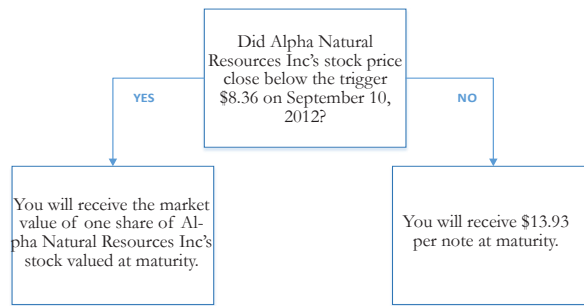 Did Alpha Natural
Resources Inc's stock price
close below the trigger
$8.36 on September 10,
2012?
YES
NO
You will receive the market
value of one share of Al-
pha Natural Resources Inc's
stock valued at maturity.
You will receive $13.93
per note at maturity.